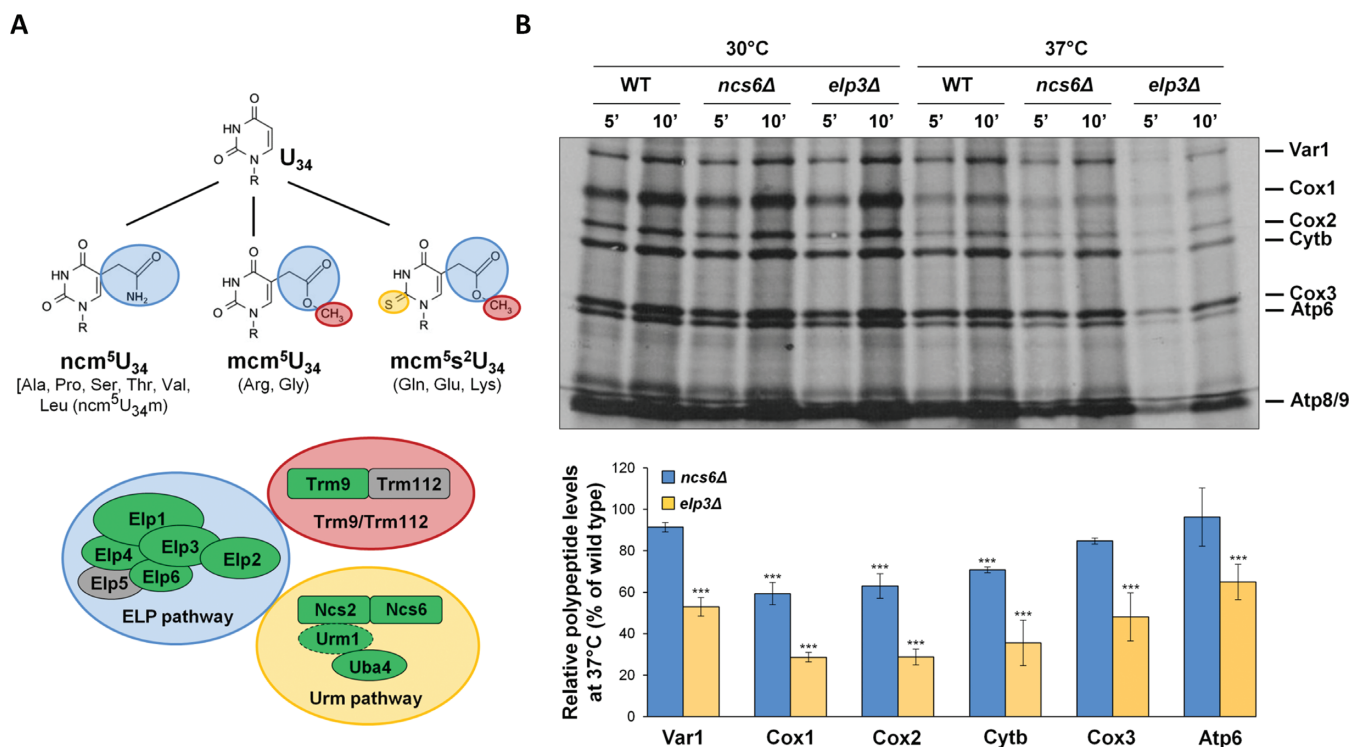 A
O
HN
O
N
R
U₃₄
O
O
HN
NH₂
O
N
R
O
O
HN
O
CH₃
O
N
R
O
O
HN
O
CH₃
S
N
R
ncm⁵U₃₄
mcm⁵U₃₄
mcm⁵s²U₃₄
[Ala, Pro, Ser, Thr, Val,
Leu (ncm⁵U₃₄m)
(Arg, Gly)
(Gln, Glu, Lys)
Elp1
Elp4
Elp3
Elp2
Elp5
Elp6
ELP pathway
Trm9
Trm112
Trm9/Trm112
Ncs2
Ncs6
Urm1
Uba4
Urm pathway
B
30°C
37°C
WT
ncs6Δ
elp3Δ
WT
ncs6Δ
elp3Δ
5’ 10’ 5’ 10’ 5’ 10’ 5’ 10’ 5’ 10’ 5’ 10’
Var1
Cox1
Cox2
Cytb
Cox3
Atp6
Atp8/9
Relative polypeptide levels
at 37°C (% of wild type)
120
100
80
60
40
20
0
ncs6Δ
elp3Δ
***
***
***
***
***
***
***
***
***
Var1
Cox1
Cox2
Cytb
Cox3
Atp6